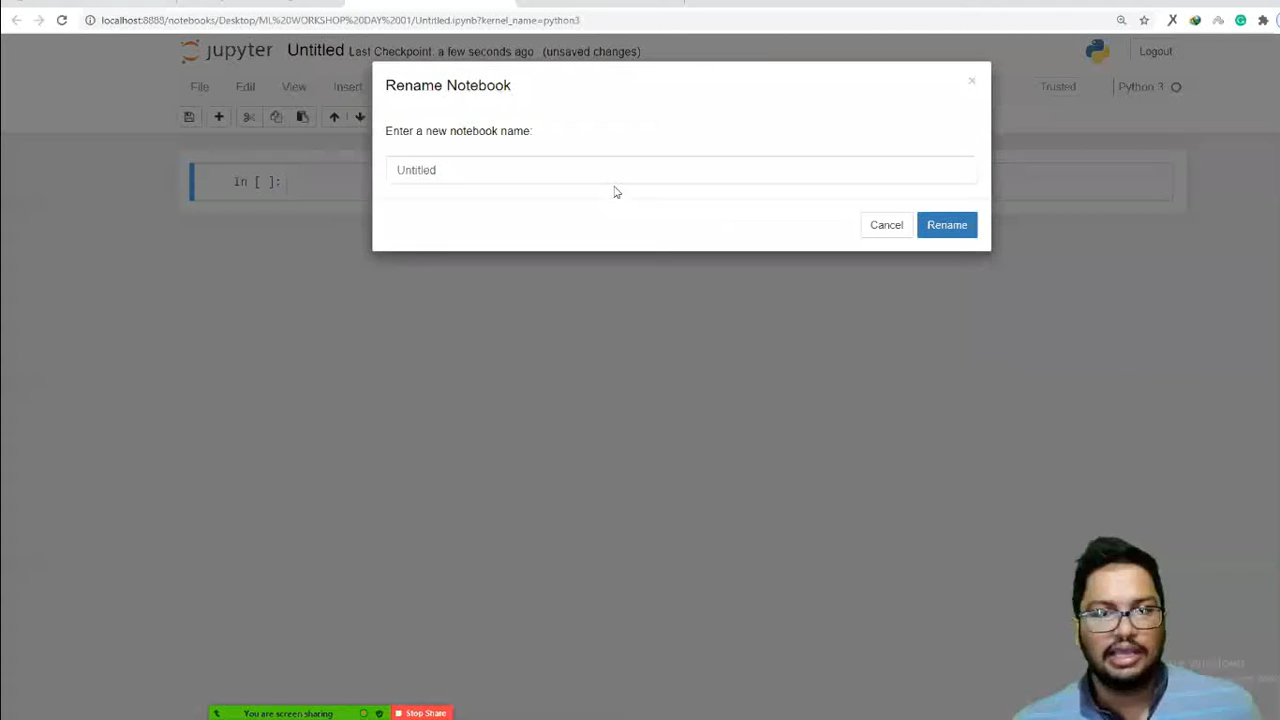 localhost:8888/notebooks/Desktop/ML%20WORKSHOP%20DAY%2001/Untitled.ipynb?kernel_name=python3
jupyter Untitled Last Checkpoint: a few seconds ago (unsaved changes) Logout
File Edit View Insert Trusted Python 3
Rename Notebook ×
Enter a new notebook name:
Untitled
In [ ]:
Cancel Rename
You are screen sharing Stop Share